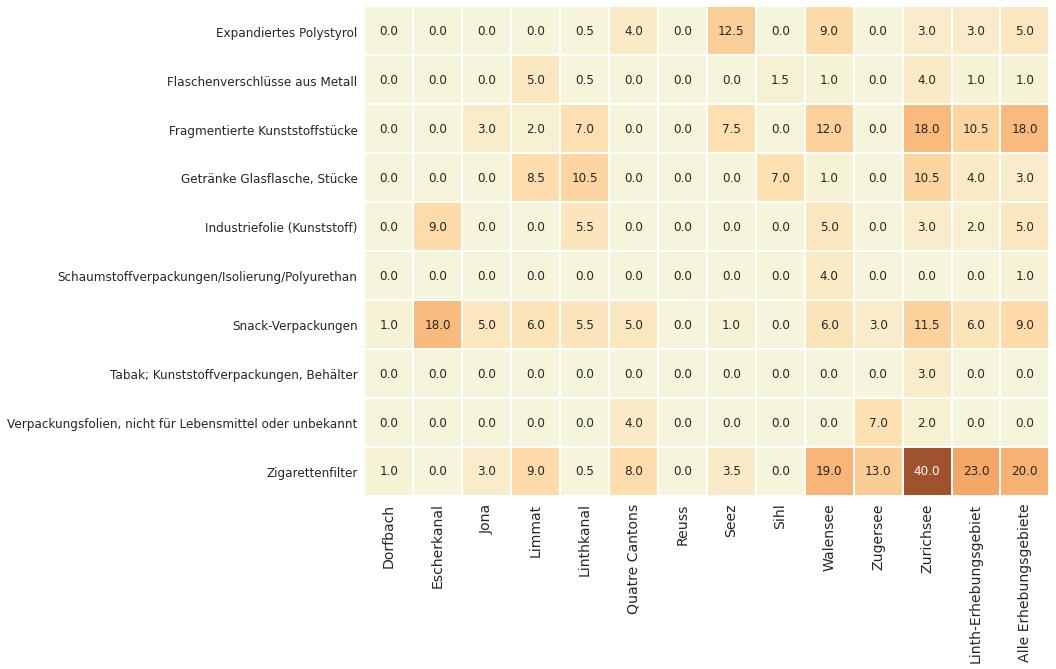 Expandiertes Polystyrol 0.0 0.0 0.0 0.0 0.5 4.0 0.0 12.5 0.0 9.0 0.0 3.0 3.0 5.0
Flaschenverschlüsse aus Metall 0.0 0.0 0.0 5.0 0.5 0.0 0.0 0.0 1.5 1.0 0.0 4.0 1.0 1.0
Fragmentierte Kunststoffstücke 0.0 0.0 3.0 2.0 7.0 0.0 0.0 7.5 0.0 12.0 0.0 18.0 10.5 18.0
Getränke Glasflasche, Stücke 0.0 0.0 0.0 8.5 10.5 0.0 0.0 0.0 7.0 1.0 0.0 10.5 4.0 3.0
Industriefolie (Kunststoff) 0.0 9.0 0.0 0.0 5.5 0.0 0.0 0.0 0.0 5.0 0.0 3.0 2.0 5.0
Schaumstoffverpackungen/Isolierung/Polyurethan 0.0 0.0 0.0 0.0 0.0 0.0 0.0 0.0 0.0 4.0 0.0 0.0 0.0 1.0
Snack-Verpackungen 1.0 18.0 5.0 6.0 5.5 5.0 0.0 1.0 0.0 6.0 3.0 11.5 6.0 9.0
Tabak; Kunststoffverpackungen, Behälter 0.0 0.0 0.0 0.0 0.0 0.0 0.0 0.0 0.0 0.0 0.0 3.0 0.0 0.0
Verpackungsfolien, nicht für Lebensmittel oder unbekannt 0.0 0.0 0.0 0.0 0.0 4.0 0.0 0.0 0.0 0.0 7.0 2.0 0.0 0.0
Zigarettenfilter 1.0 0.0 3.0 9.0 0.5 8.0 0.0 3.5 0.0 19.0 13.0 40.0 23.0 20.0
Dorfbach
Escherkanal
Jona
Limmat
Linthkanal
Quatre Cantons
Reuss
Seez
Sihl
Walensee
Zugersee
Zurichsee
Linth-Erhebungsgebiet
Alle Erhebungsgebiete